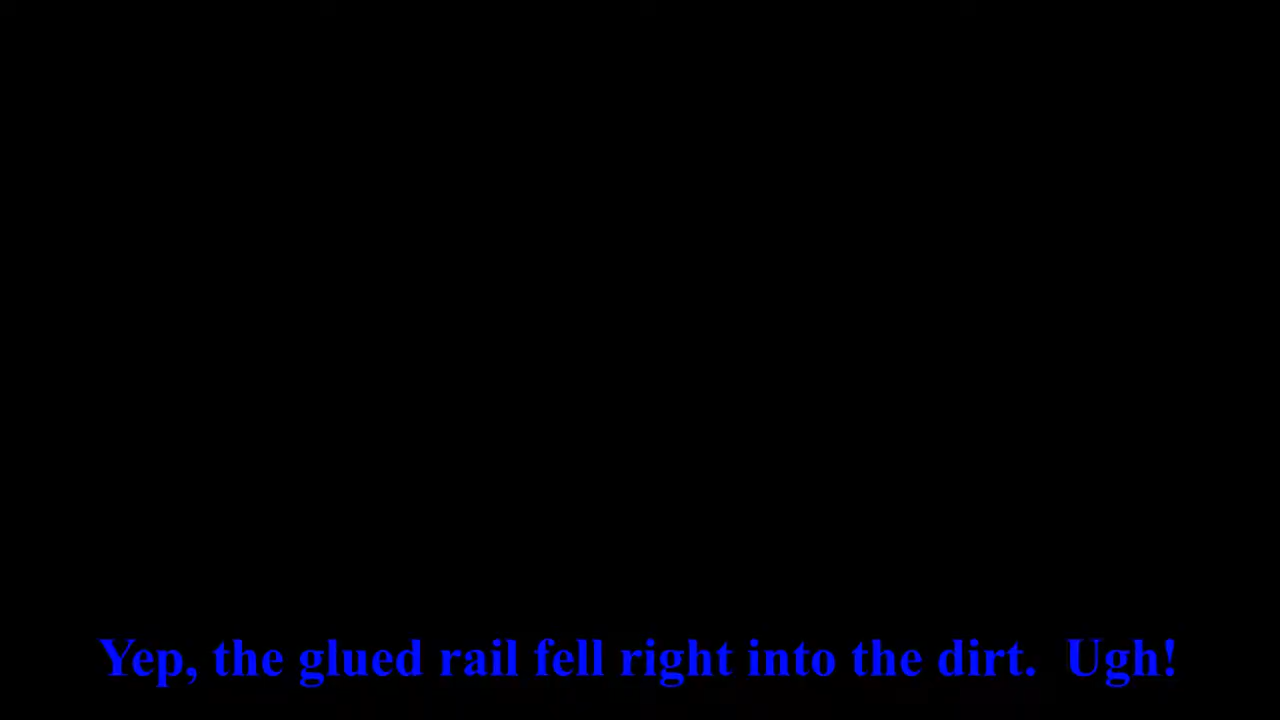 Yep, the glued rail fell right into the dirt.  Ugh!